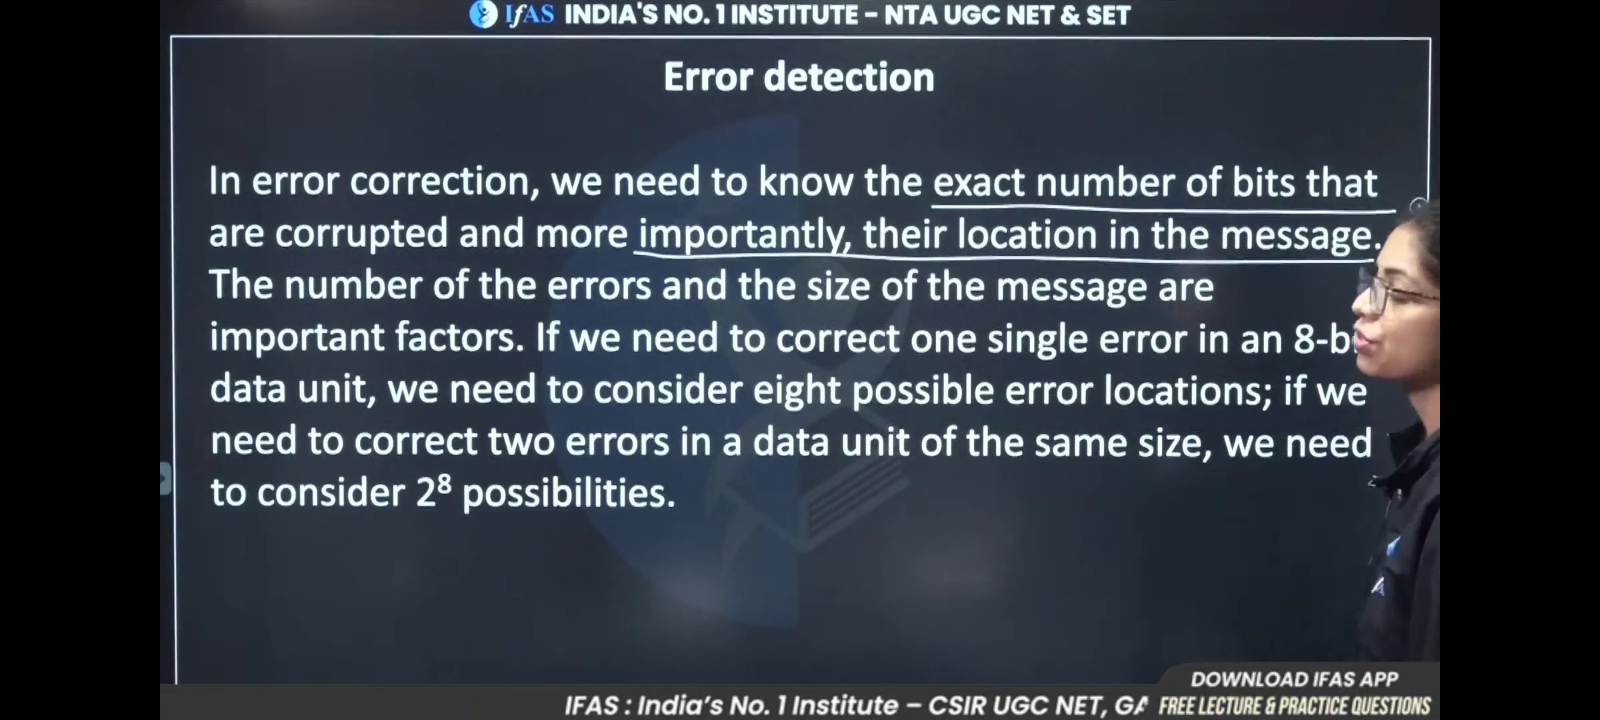 IfAS INDIA'S NO. 1 INSTITUTE – NTA UGC NET & SET
Error detection
In error correction, we need to know the exact number of bits that
are corrupted and more importantly, their location in the message.
The number of the errors and the size of the message are
important factors. If we need to correct one single error in an 8-b
data unit, we need to consider eight possible error locations; if we
need to correct two errors in a data unit of the same size, we need
to consider 2⁸ possibilities.
DOWNLOAD IFAS APP
IFAS : India's No. 1 Institute – CSIR UGC NET, GA FREE LECTURE & PRACTICE QUESTIONS